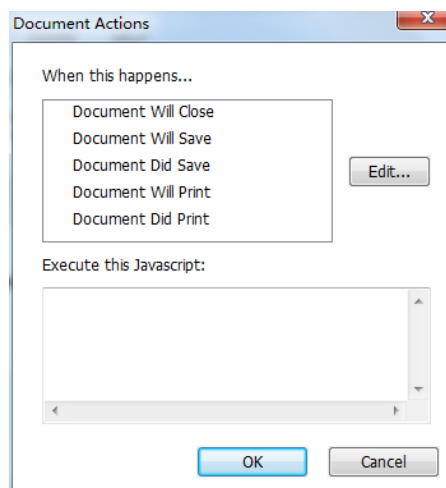 Document Actions
When this happens...
Document Will Close
Document Will Save
Document Did Save
Document Will Print
Document Did Print
Edit...
Execute this Javascript:
OK
Cancel